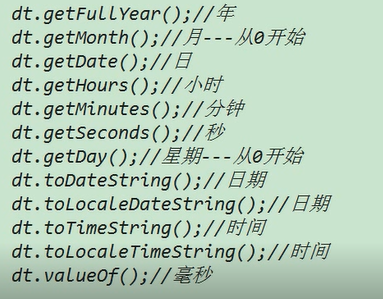 dt.getFullYear();//年
dt.getMonth();//月---从0开始
dt.getDate();//日
dt.getHours();//小时
dt.getMinutes();//分钟
dt.getSeconds();//秒
dt.getDay();//星期---从0开始
dt.toDateString();//日期
dt.toLocaleDateString();//日期
dt.toTimeString();//时间
dt.toLocaleTimeString();//时间
dt.valueOf();//毫秒